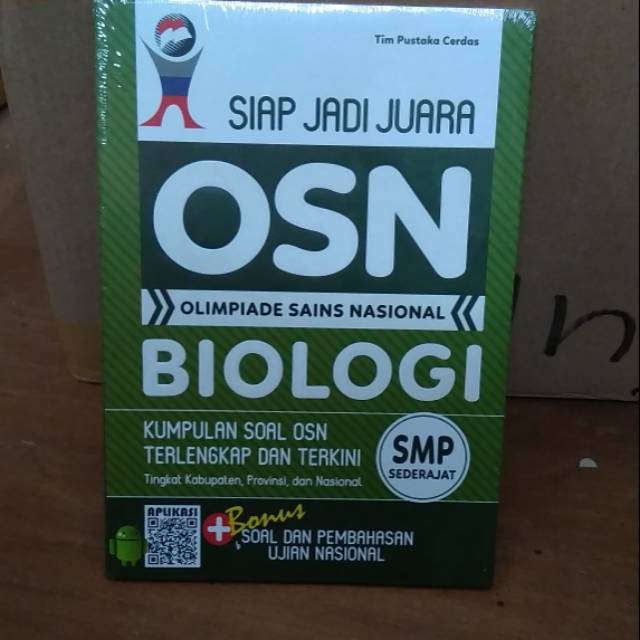 Tim Pustaka Cerdas
SIAP JADI JUARA
OSN
OLIMPIADE SAINS NASIONAL
BIOLOGI
KUMPULAN SOAL OSN
TERLENGKAP DAN TERKINI
Tingkat Kabupaten, Provinsi, dan Nasional
SMP
SEDERAJAT
APLIKASI
+Bonus
SOAL DAN PEMBAHASAN
UJIAN NASIONAL